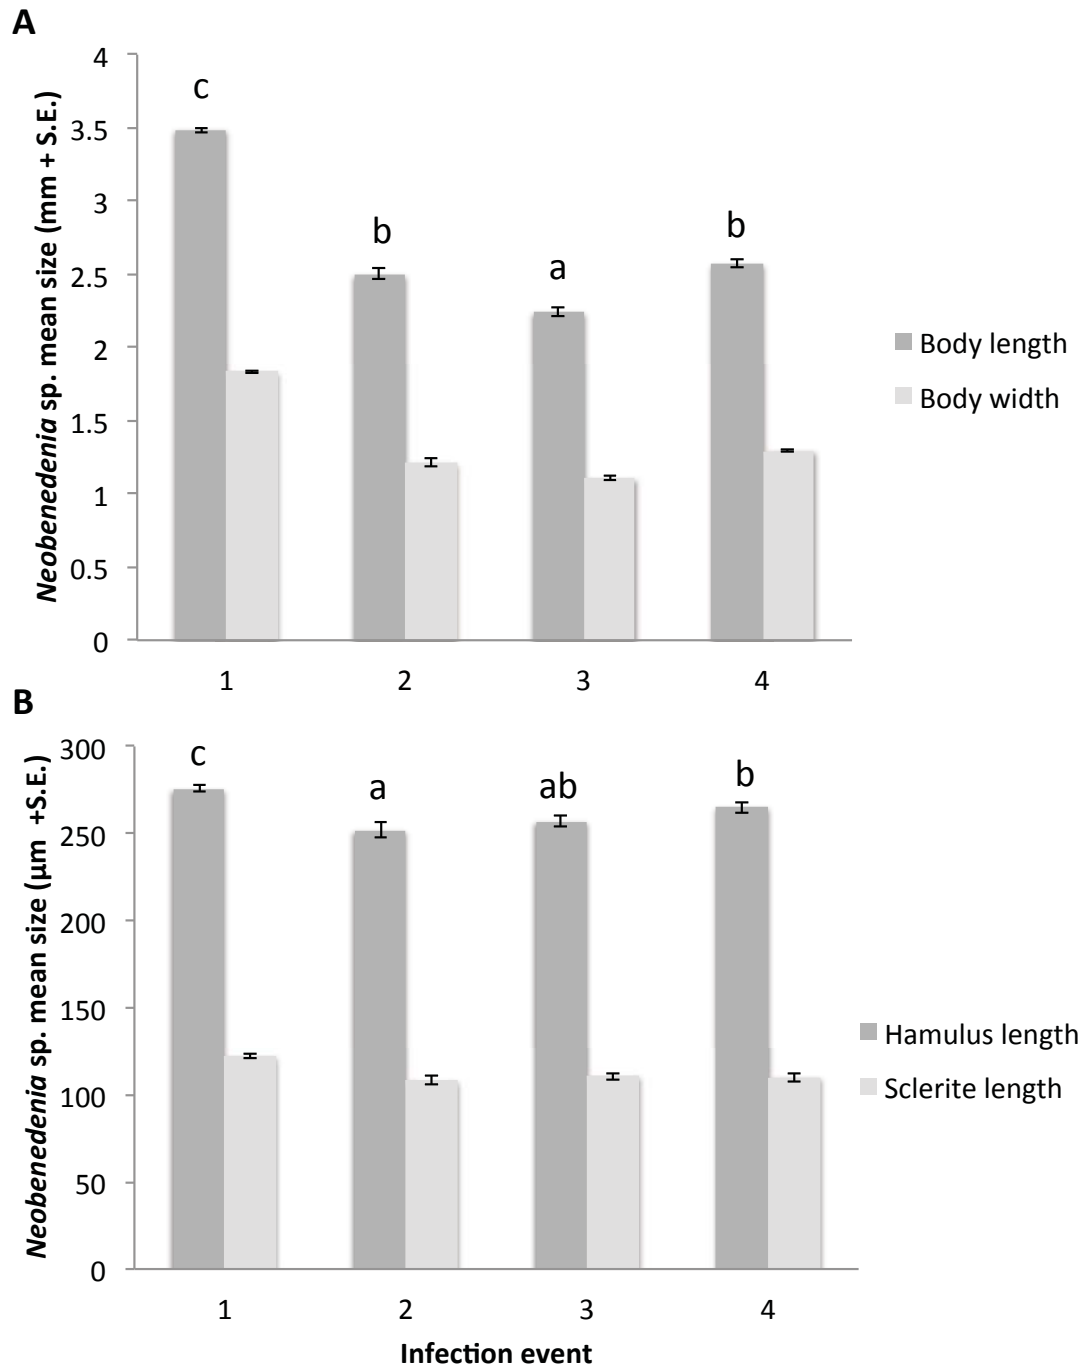 A
Neobenedenia sp. mean size (mm + S.E.)
4
3.5
3
2.5
2
1.5
1
0.5
0
c
b
a
b
Body length
Body width
1 2 3 4
B
Neobenedenia sp. mean size (µm +S.E.)
300
250
200
150
100
50
0
c
a
ab
b
Hamulus length
Sclerite length
1 2 3 4
Infection event